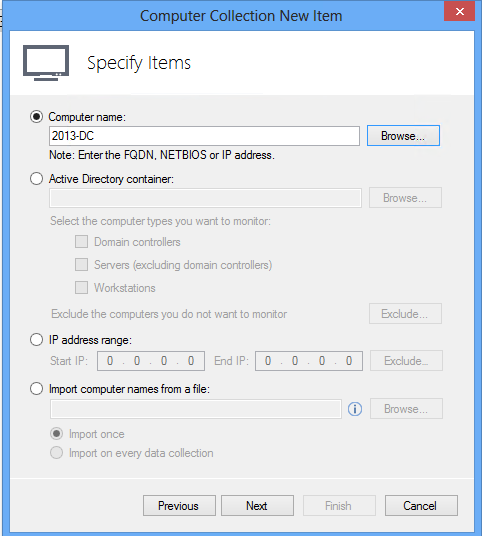 Computer Collection New Item
Specify Items
Computer name:
2013-DC
Browse...
Note: Enter the FQDN, NETBIOS or IP address.
Active Directory container:
Browse...
Select the computer types you want to monitor:
Domain controllers
Servers (excluding domain controllers)
Workstations
Exclude the computers you do not want to monitor
Exclude...
IP address range:
Start IP: 0 . 0 . 0 . 0 End IP: 0 . 0 . 0 . 0 Exclude..
Import computer names from a file:
Browse...
Import once
Import on every data collection
Previous Next Finish Cancel